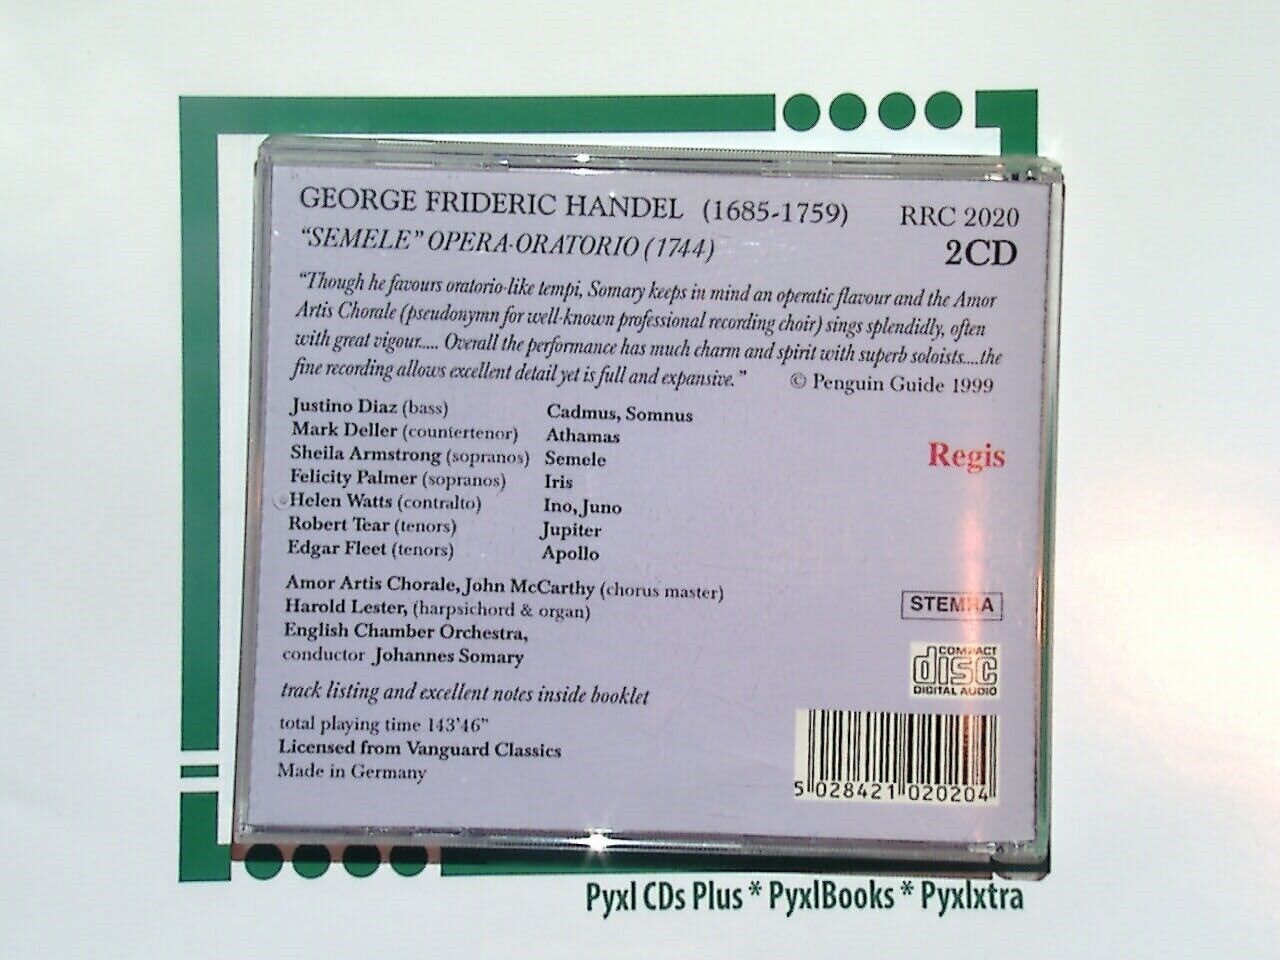 GEORGE FRIDERIC HANDEL (1685-1759) RRC 2020
"SEMELE" OPERA-ORATORIO (1744) 2CD
"Though he favours oratorio-like tempi, Somary keeps in mind an operatic flavour and the Amor
Artis Chorale (pseudonymn for well-known professional recording choir) sings splendidly, often
with great vigour..... Overall the performance has much charm and spirit with superb soloists....the
fine recording allows excellent detail yet is full and expansive." © Penguin Guide 1999
Justino Diaz (bass) Cadmus, Somnus
Mark Deller (countertenor) Athamas
Sheila Armstrong (sopranos) Semele
Felicity Palmer (sopranos) Iris
Helen Watts (contralto) Ino, Juno
Robert Tear (tenors) Jupiter
Edgar Fleet (tenors) Apollo
Regis
Amor Artis Chorale, John McCarthy (chorus master)
Harold Lester, (harpsichord & organ)
English Chamber Orchestra,
conductor Johannes Somary
STEMRA
COMPACT
disc
DIGITAL AUDIO
track listing and excellent notes inside booklet
total playing time 143'46"
Licensed from Vanguard Classics
Made in Germany
5 028421 020204
Pyxl CDs Plus * PyxlBooks * Pyxlxtra